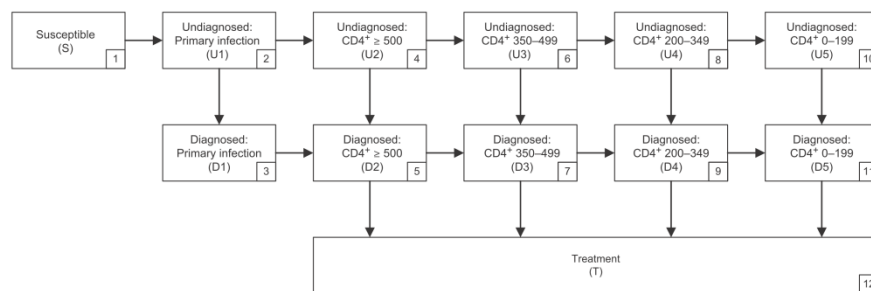 Susceptible
(S)
1
Undiagnosed:
Primary infection
(U1)
2
Undiagnosed:
CD4⁺ ≥ 500
(U2)
4
Undiagnosed:
CD4⁺ 350–499
(U3)
6
Undiagnosed:
CD4⁺ 200–349
(U4)
8
Undiagnosed:
CD4⁺ 0–199
(U5)
10
Diagnosed:
Primary infection
(D1)
3
Diagnosed:
CD4⁺ ≥ 500
(D2)
5
Diagnosed:
CD4⁺ 350–499
(D3)
7
Diagnosed:
CD4⁺ 200–349
(D4)
9
Diagnosed:
CD4⁺ 0–199
(D5)
11
Treatment
(T)
12